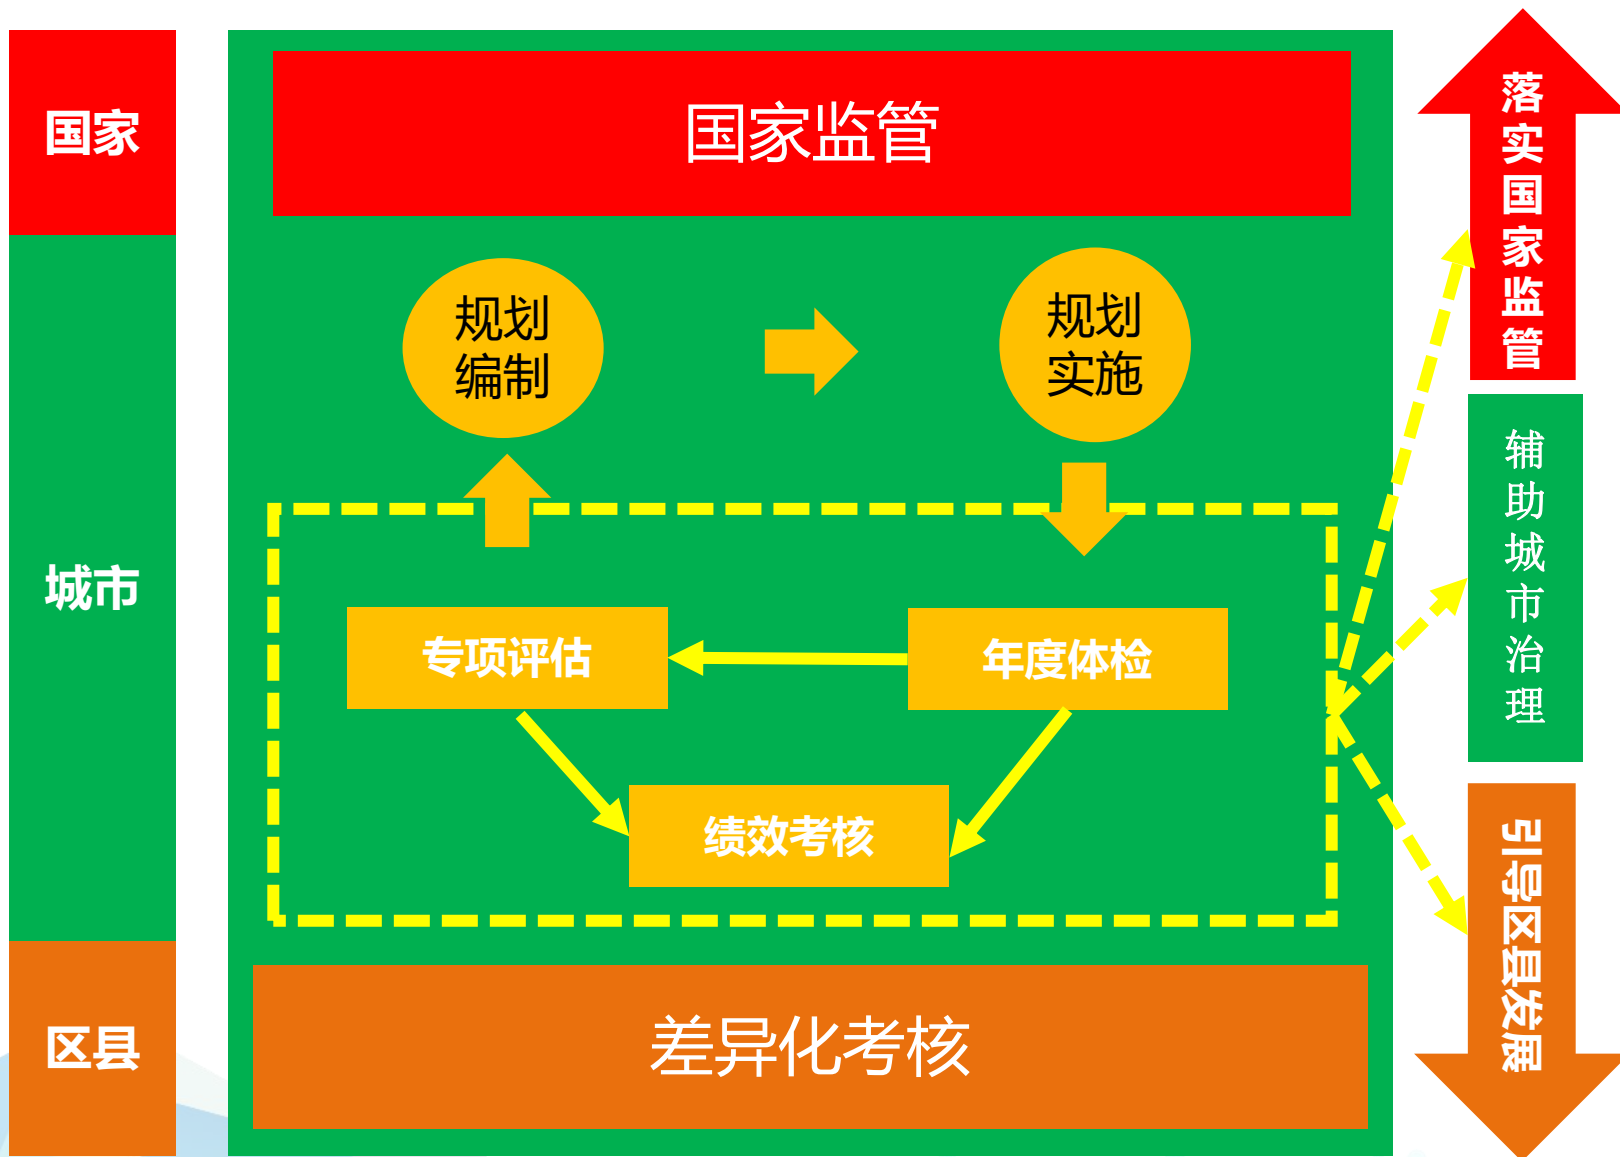 国家
城市
区县
国家监管
规划
编制
规划
实施
专项评估
年度体检
绩效考核
差异化考核
落实国家监管
辅助城市治理
引导区县发展